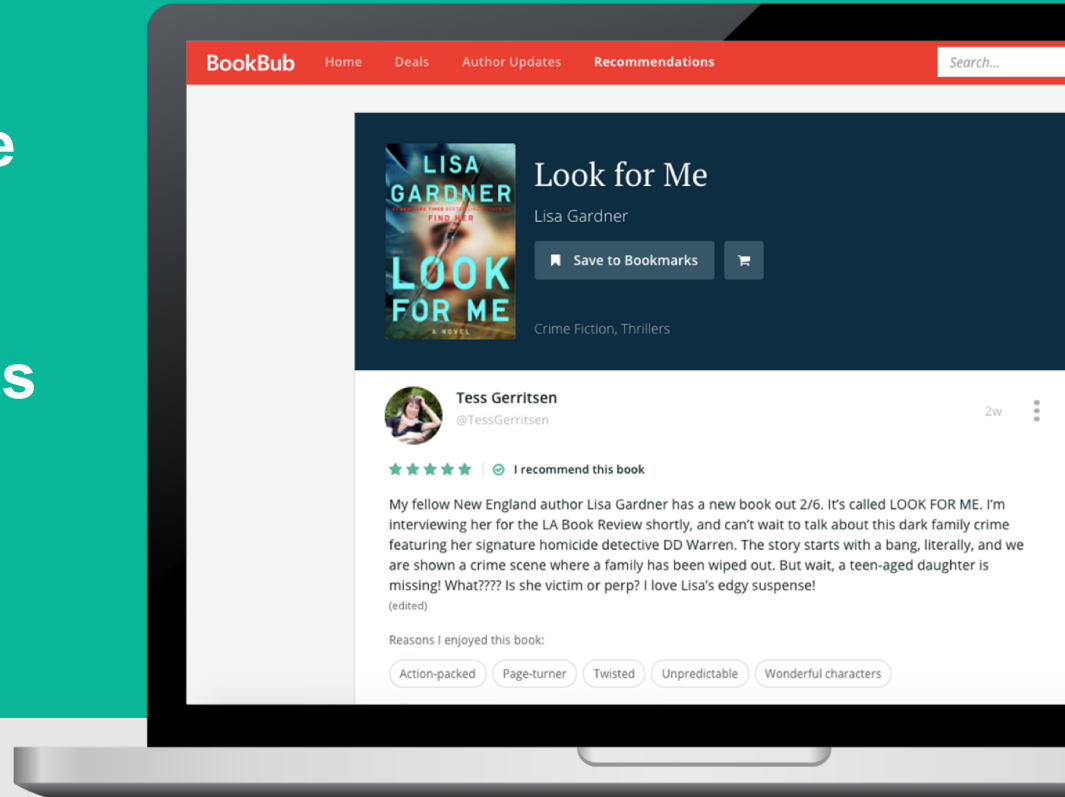 e
s
BookBub Home Deals Author Updates Recommendations Search...
LISA
GARDNER
FIND HER
LOOK
FOR ME
A NOVEL
Look for Me
Lisa Gardner
Save to Bookmarks
Crime Fiction, Thrillers
Tess Gerritsen
@TessGerritsen
2w
I recommend this book
My fellow New England author Lisa Gardner has a new book out 2/6. It's called LOOK FOR ME. I'm
interviewing her for the LA Book Review shortly, and can't wait to talk about this dark family crime
featuring her signature homicide detective DD Warren. The story starts with a bang, literally, and we
are shown a crime scene where a family has been wiped out. But wait, a teen-aged daughter is
missing! What???? Is she victim or perp? I love Lisa's edgy suspense!
(edited)
Reasons I enjoyed this book:
Action-packed Page-turner Twisted Unpredictable Wonderful characters